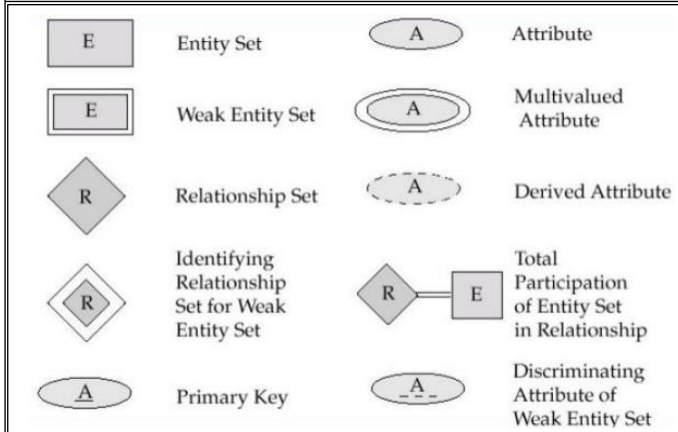 E
Entity Set
A
Attribute
E
Weak Entity Set
A
Multivalued
Attribute
R
Relationship Set
A
Derived Attribute
R
Identifying
Relationship
Set for Weak
Entity Set
R
E
Total
Participation
of Entity Set
in Relationship
A
Primary Key
A
Discriminating
Attribute of
Weak Entity Set